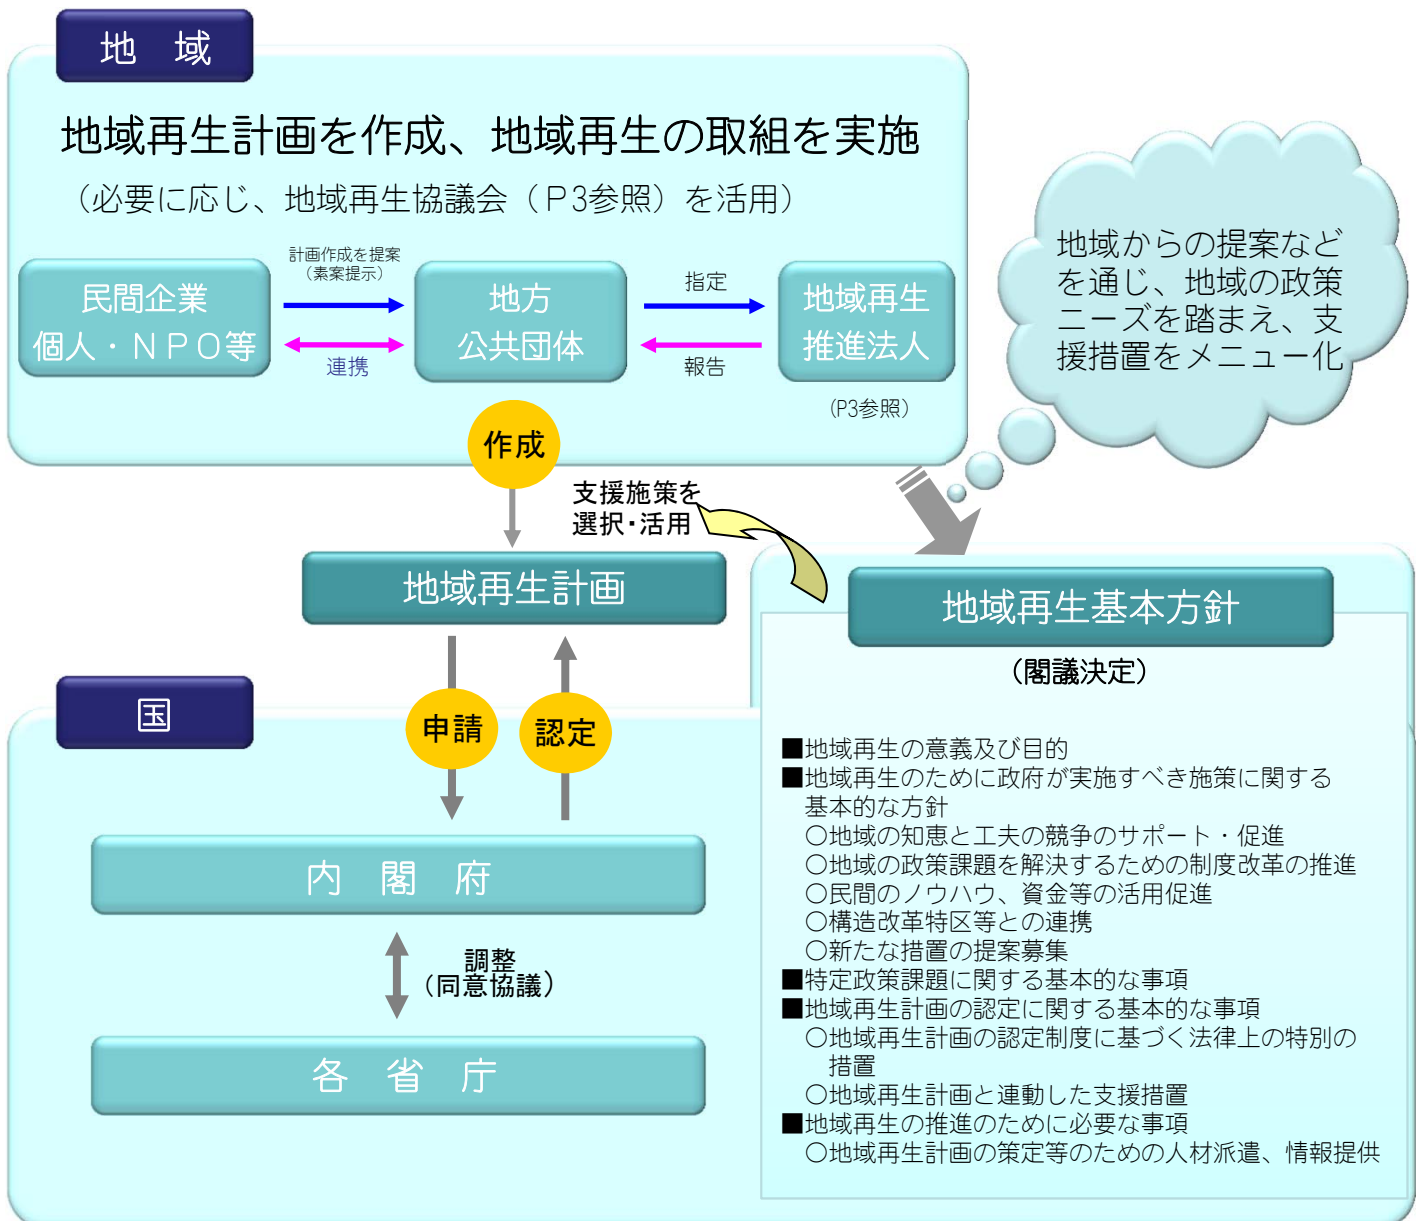 地　域
地域再生計画を作成、地域再生の取組を実施
（必要に応じ、地域再生協議会（Ｐ3参照）を活用）
計画作成を提案
（素案提示）
民間企業
個人・ＮＰＯ等
連携
地方
公共団体
指定
報告
地域再生
推進法人
（P3参照）
地域からの提案など
を通じ、地域の政策
ニーズを踏まえ、支
援措置をメニュー化
作成
支援施策を
選択・活用
地域再生計画
申請
認定
国
内　閣　府
調整
（同意協議）
各　省　庁
地域再生基本方針
（閣議決定）
■地域再生の意義及び目的
■地域再生のために政府が実施すべき施策に関する
基本的な方針
○地域の知恵と工夫の競争のサポート・促進
○地域の政策課題を解決するための制度改革の推進
○民間のノウハウ、資金等の活用促進
○構造改革特区等との連携
○新たな措置の提案募集
■特定政策課題に関する基本的な事項
■地域再生計画の認定に関する基本的な事項
○地域再生計画の認定制度に基づく法律上の特別の
措置
○地域再生計画と連動した支援措置
■地域再生の推進のために必要な事項
○地域再生計画の策定等のための人材派遣、情報提供